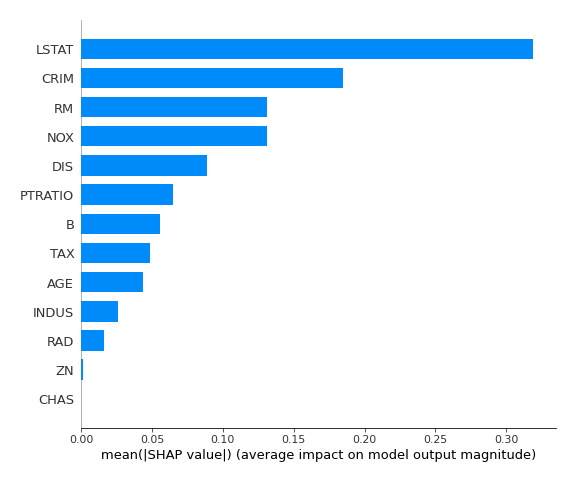 LSTAT
CRIM
RM
NOX
DIS
PTRATIO
B
TAX
AGE
INDUS
RAD
ZN
CHAS
0.00 0.05 0.10 0.15 0.20 0.25 0.30
mean(|SHAP value|) (average impact on model output magnitude)